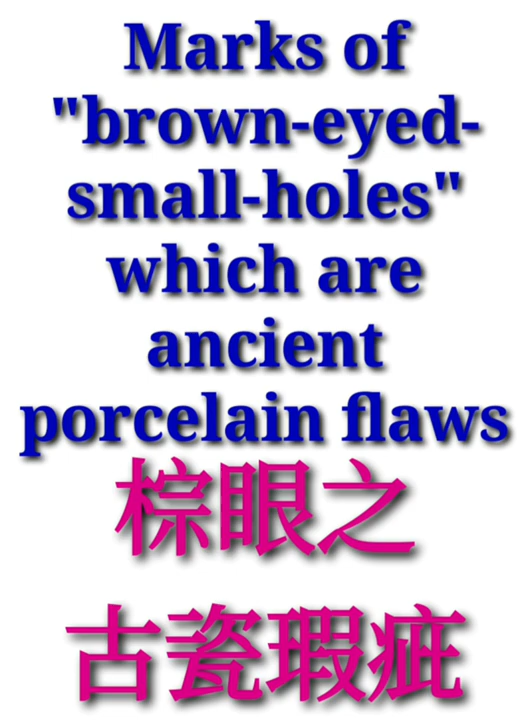 Marks of
"brown-eyed-
small-holes"
which are
ancient
porcelain flaws
棕眼之
古瓷瑕疵